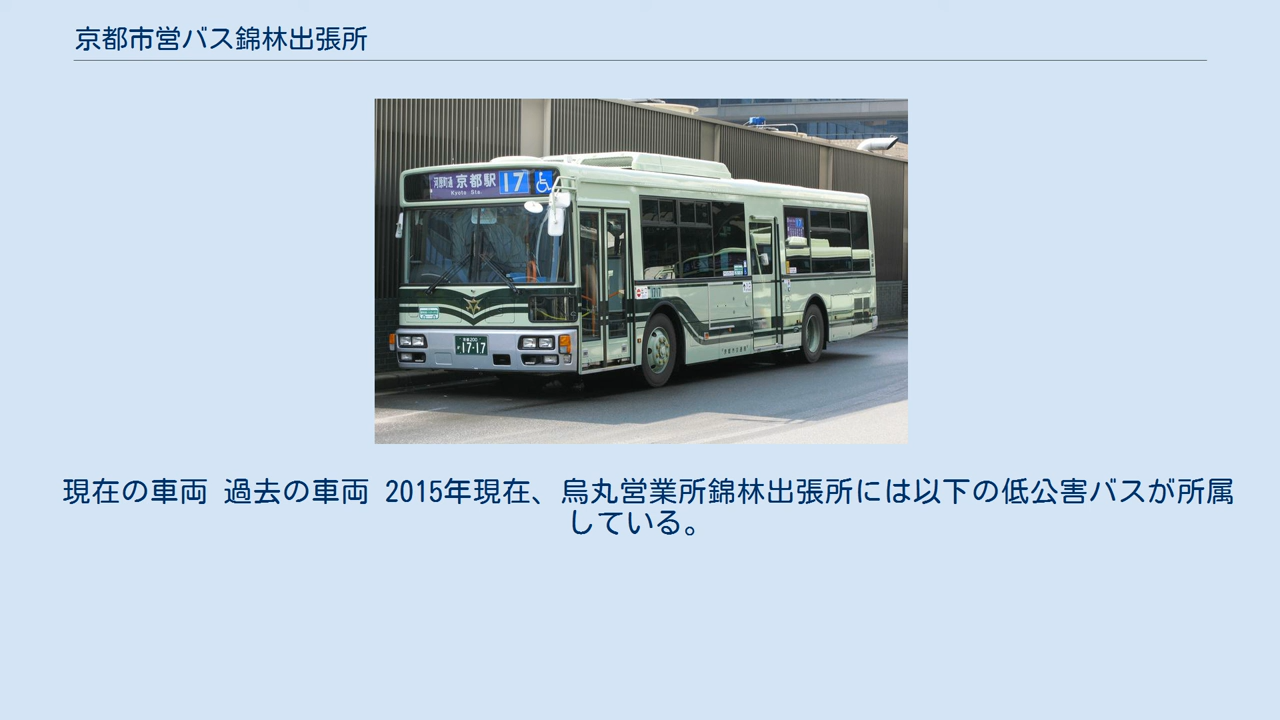 京都市営バス錦林出張所
河原町通 京都駅 17
Kyoto Sta.
17-17
現在の車両 過去の車両 2015年現在、烏丸営業所錦林出張所には以下の低公害バスが所属
している。